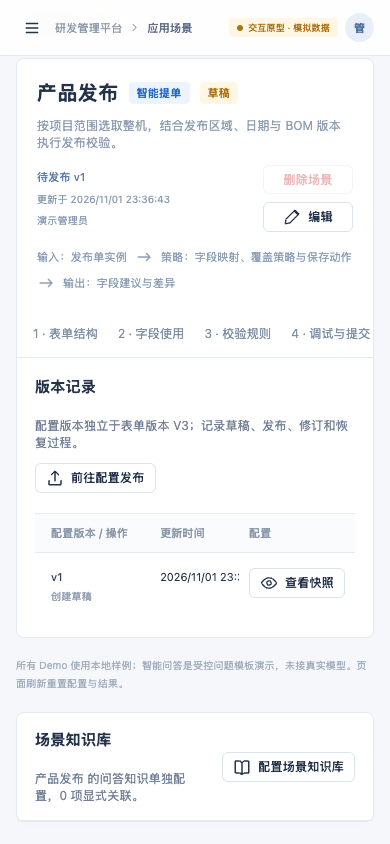 研发管理平台 > 应用场景 交互原型 · 模拟数据 管
产品发布 智能提单 草稿
按项目范围选取整机，结合发布区域、日期与 BOM 版本
执行发布校验。
待发布 v1
更新于 2026/11/01 23:36:43
演示管理员
删除场景
编辑
输入：发布单实例 → 策略：字段映射、覆盖策略与保存动作
→ 输出：字段建议与差异
1 · 表单结构 2 · 字段使用 3 · 校验规则 4 · 调试与提交
版本记录
配置版本独立于表单版本 V3；记录草稿、发布、修订和恢
复过程。
前往配置发布
配置版本 / 操作 更新时间 配置
v1 2026/11/01 23:: 查看快照
创建草稿
所有 Demo 使用本地样例；智能问答是受控问题模板演示，未接真实模型。页
面刷新重置配置与结果。
场景知识库
产品发布 的问答知识单独配
置，0 项显式关联。
配置场景知识库